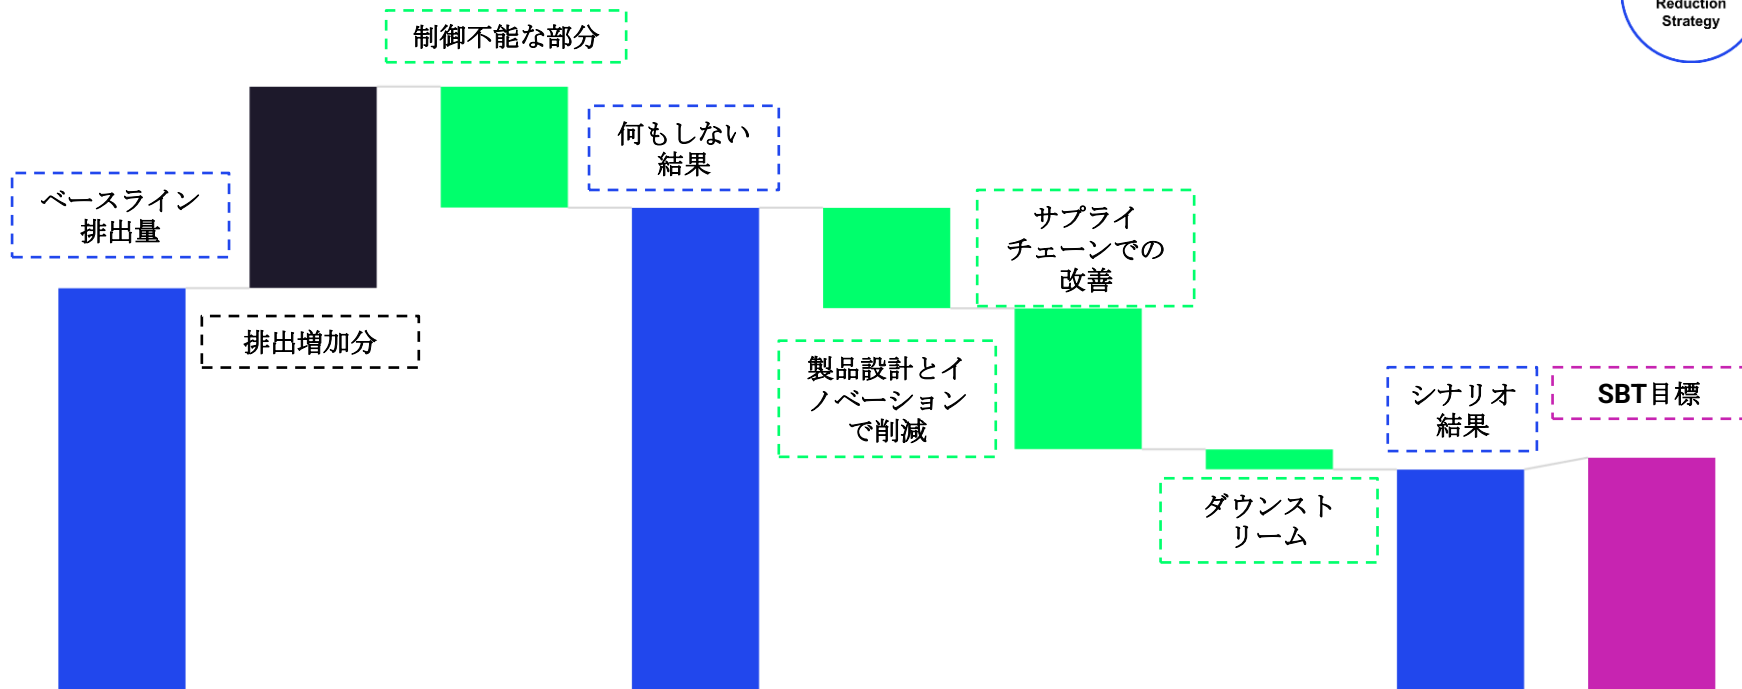 Reduction
Strategy
制御不能な部分
何もしない
結果
ベースライン
排出量
サプライ
チェーンでの
改善
排出増加分
製品設計とイ
ノベーション
で削減
シナリオ
結果
SBT目標
ダウンスト
リーム